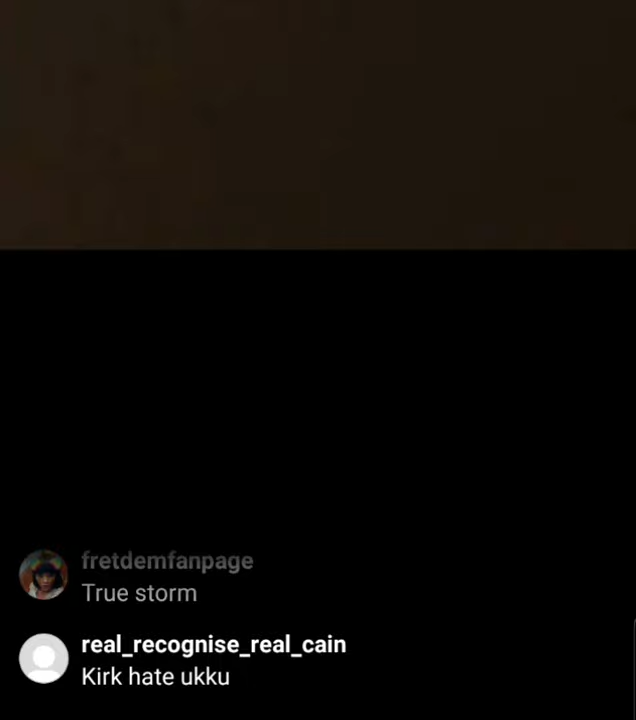 fretdemfanpage
True storm
real_recognise_real_cain
Kirk hate ukku